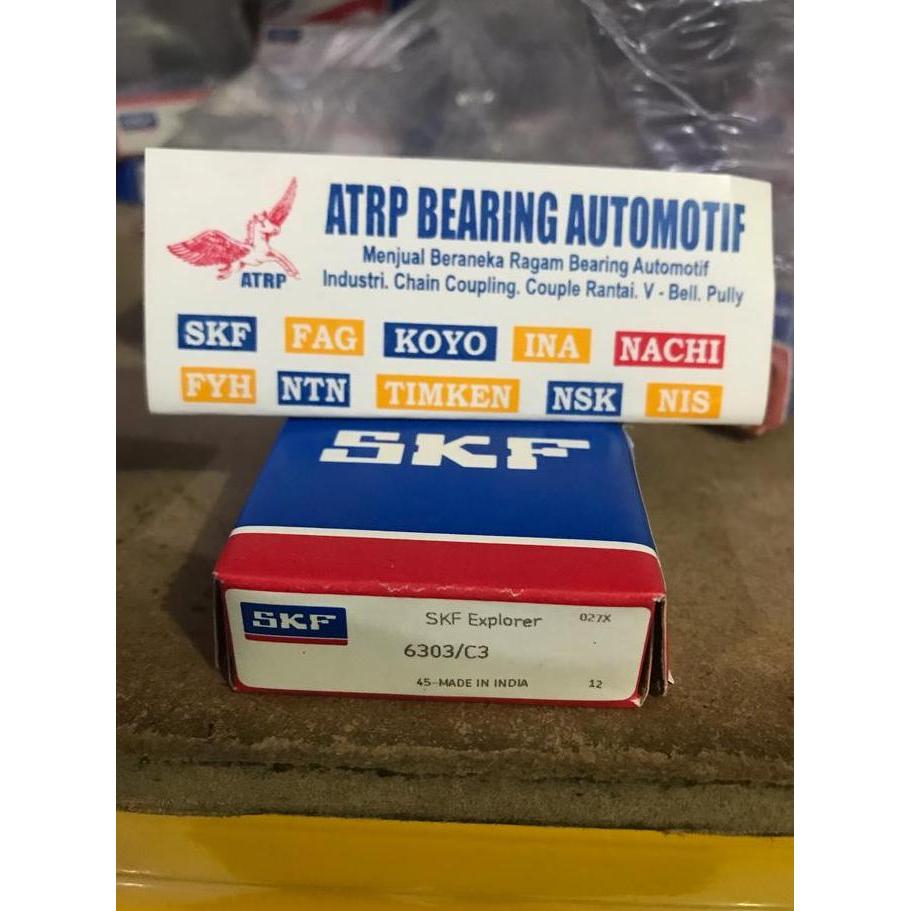 SKF
ATRP BEARING AUTOMOTIF
Menjual Beraneka Ragam Bearing Automotif
Industri. Chain Coupling. Couple Rantai. V - Bell. Pully
ATRP
SKF FAG KOYO INA NACHI
FYH NTN TIMKEN NSK NIS
SKF
SKF
SKF Explorer
027X
6303/C3
45-MADE IN INDIA
12